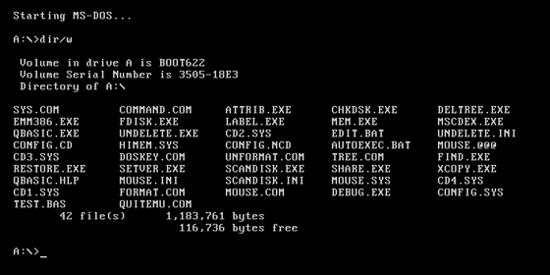 Starting MS-DOS...
A:\>dir/w
Volume in drive A is BOOT622
Volume Serial Number is 3505-18E3
Directory of A:\
SYS.COM COMMAND.COM ATTRIB.EXE CHKDSK.EXE DELTREE.EXE
EMM386.EXE FDISK.EXE LABEL.EXE MEM.EXE MSCDEX.EXE
QBASIC.EXE UNDELETE.EXE CD2.SYS EDIT.BAT UNDELETE.INI
CONFIG.CD HIMEM.SYS CONFIG.NCD AUTOEXEC.BAT MOUSE.@@@
CD3.SYS DOSKEY.COM UNFORMAT.COM TREE.COM FIND.EXE
RESTORE.EXE SETVER.EXE SCANDISK.EXE SHARE.EXE XCOPY.EXE
QBASIC.HLP MOUSE.INI SCANDISK.INI MOUSE.SYS CD4.SYS
CD1.SYS FORMAT.COM MOUSE.COM DEBUG.EXE CONFIG.SYS
TEST.BAS QUITEMU.COM
42 file(s) 1,183,761 bytes
116,736 bytes free
A:\>_